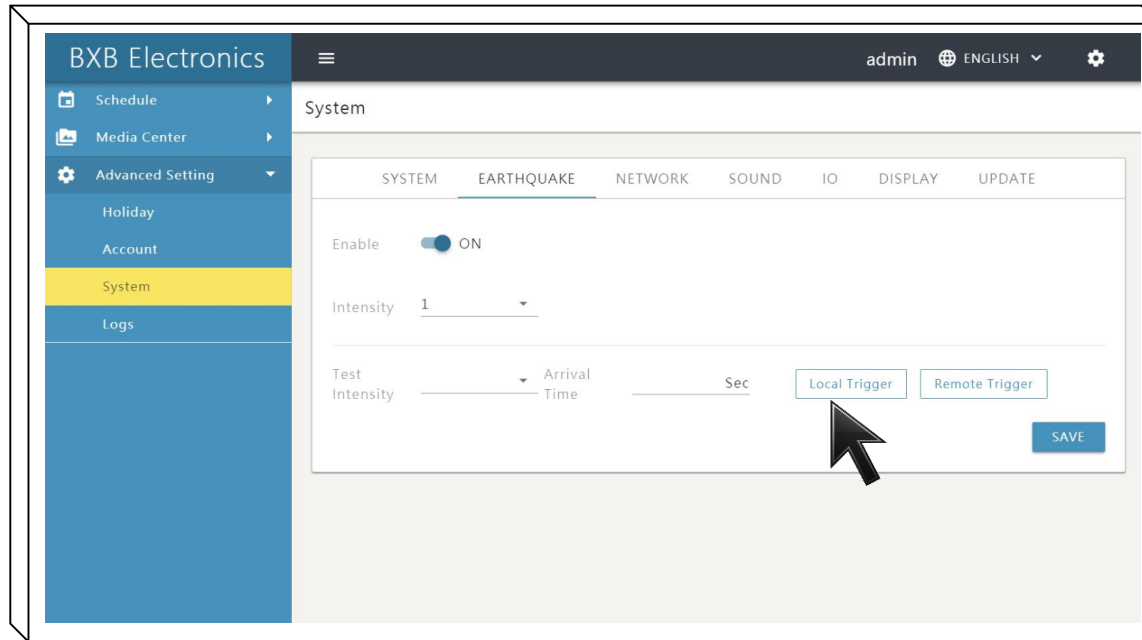 BXB Electronics
admin ENGLISH
Schedule
Media Center
Advanced Setting
Holiday
Account
System
Logs
System
SYSTEM EARTHQUAKE NETWORK SOUND IO DISPLAY UPDATE
Enable ON
Intensity 1
Test Intensity Arrival Time Sec Local Trigger Remote Trigger
SAVE